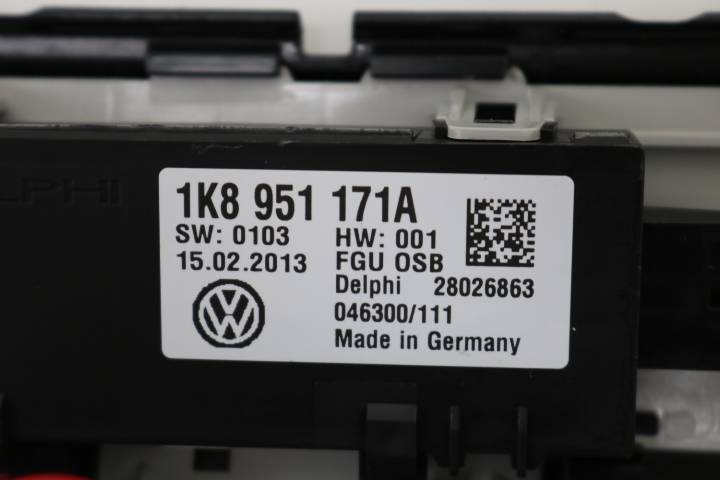 DELPHI
1K8 951 171A
SW: 0103 HW: 001
15.02.2013 FGU OSB
Delphi 28026863
046300/111
Made in Germany